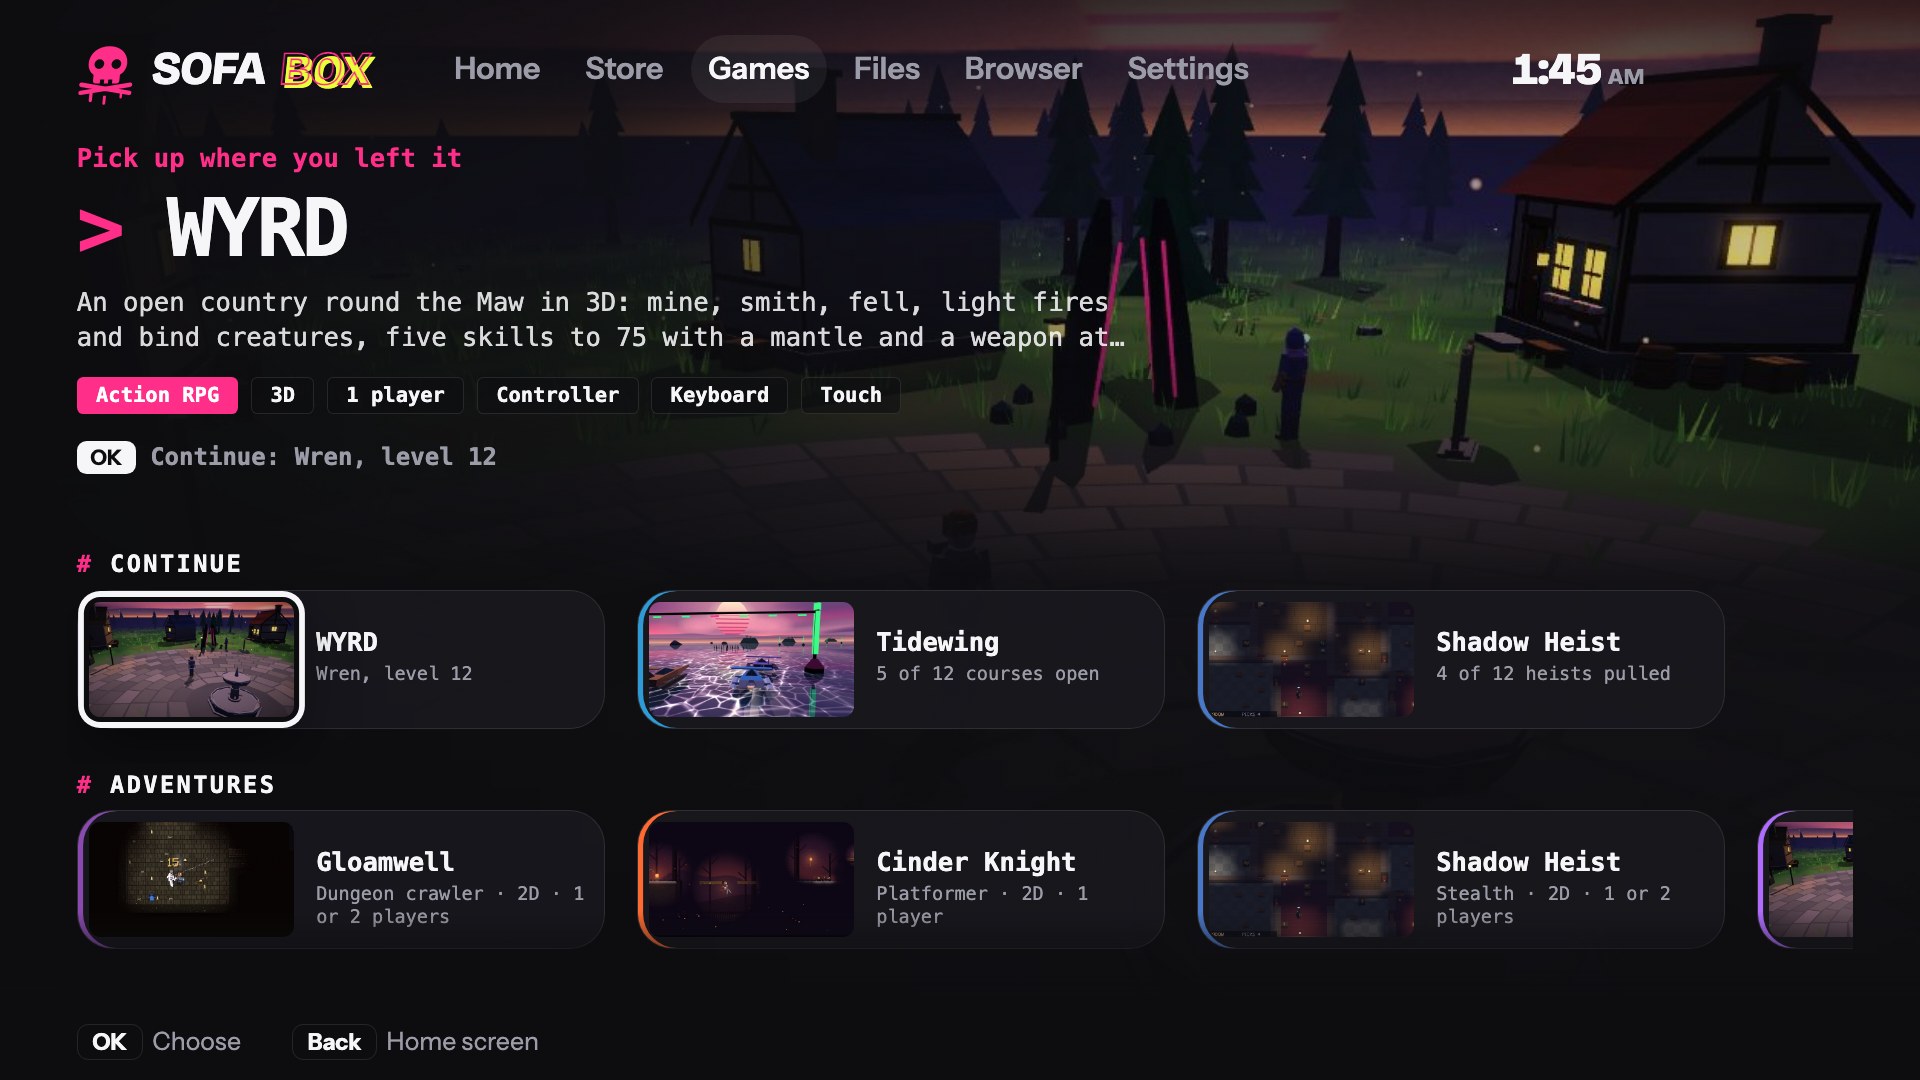 SOFA BOX
Home
Store
Games
Files
Browser
Settings
1:45 AM
Pick up where you left it
> WYRD
An open country round the Maw in 3D: mine, smith, fell, light fires
and bind creatures, five skills to 75 with a mantle and a weapon at…
Action RPG
3D
1 player
Controller
Keyboard
Touch
OK Continue: Wren, level 12
# CONTINUE
WYRD
Wren, level 12
Tidewing
5 of 12 courses open
Shadow Heist
4 of 12 heists pulled
# ADVENTURES
15
Gloamwell
Dungeon crawler · 2D · 1
or 2 players
Cinder Knight
Platformer · 2D · 1
player
Shadow Heist
Stealth · 2D · 1 or 2
players
OK Choose
Back Home screen